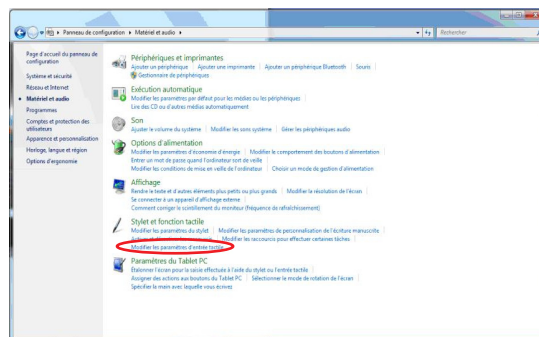 Panneau de configuration ▸ Matériel et audio ▸
Rechercher
Page d'accueil du panneau de
configuration
Système et sécurité
Réseau et Internet
Matériel et audio
Programmes
Comptes et protection des
utilisateurs
Apparence et personnalisation
Horloge, langue et région
Options d'ergonomie
Périphériques et imprimantes
Ajouter un périphérique | Ajouter une imprimante | Ajouter un périphérique Bluetooth | Souris
Gestionnaire de périphériques
Exécution automatique
Modifier les paramètres par défaut pour les médias ou les périphériques
Lire des CD ou d'autres médias automatiquement
Son
Ajuster le volume du système | Modifier les sons système | Gérer les périphériques audio
Options d'alimentation
Modifier les paramètres d'économie d'énergie | Modifier le comportement des boutons d'alimentation
Entrer un mot de passe quand l'ordinateur sort de veille
Modifier les conditions de mise en veille de l'ordinateur | Choisir un mode de gestion d'alimentation
Affichage
Rendre le texte et d'autres éléments plus petits ou plus grands | Modifier la résolution de l'écran
Se connecter à un appareil d'affichage externe
Comment corriger le scintillement du moniteur (fréquence de rafraîchissement)
Stylet et fonction tactile
Modifier les paramètres du stylet | Modifier les paramètres de personnalisation de l'écriture manuscrite
Modifier les raccourcis pour effectuer certaines tâches
Modifier les paramètres d'entrée tactile
Paramètres du Tablet PC
Étalonner l'écran pour la saisie effectuée à l'aide du stylet ou l'entrée tactile
Assigner des actions aux boutons du Tablet PC | Sélectionner le mode de rotation de l'écran
Spécifier la main avec laquelle vous écrivez